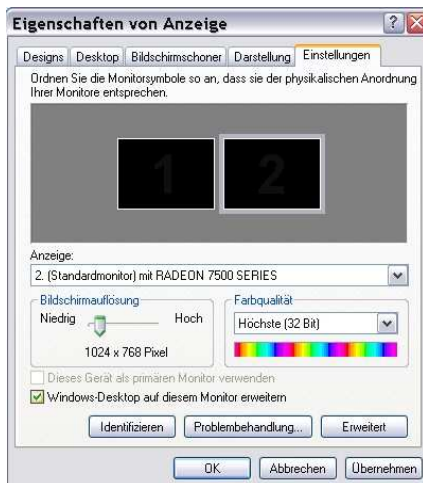 Eigenschaften von Anzeige
Designs Desktop Bildschirmschoner Darstellung Einstellungen
Ordnen Sie die Monitorsymbole so an, dass sie der physikalischen Anordnung
Ihrer Monitore entsprechen.
1 2
Anzeige:
2. (Standardmonitor) mit RADEON 7500 SERIES
Bildschirmauflösung
Niedrig Hoch
1024 x 768 Pixel
Farbqualität
Höchste (32 Bit)
Dieses Gerät als primären Monitor verwenden
Windows-Desktop auf diesem Monitor erweitern
Identifizieren Problembehandlung... Erweitert
OK Abbrechen Übernehmen